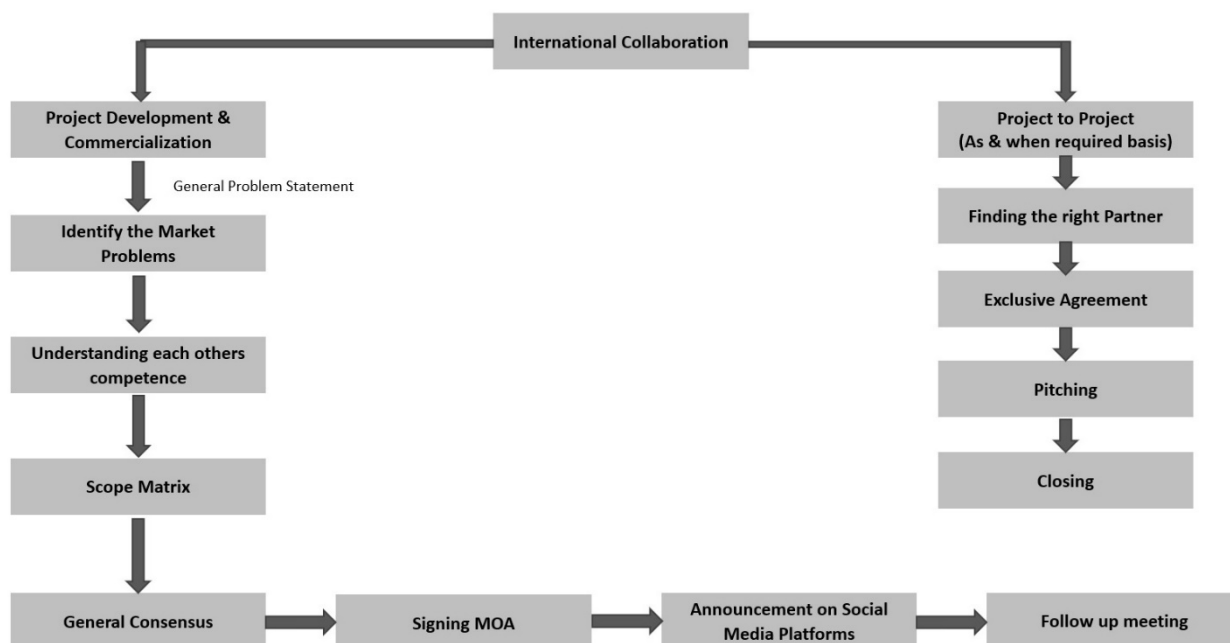 International Collaboration
Project Development &
Commercialization
General Problem Statement
Identify the Market
Problems
Understanding each others
competence
Scope Matrix
General Consensus
Signing MOA
Announcement on Social
Media Platforms
Follow up meeting
Project to Project
(As & when required basis)
Finding the right Partner
Exclusive Agreement
Pitching
Closing